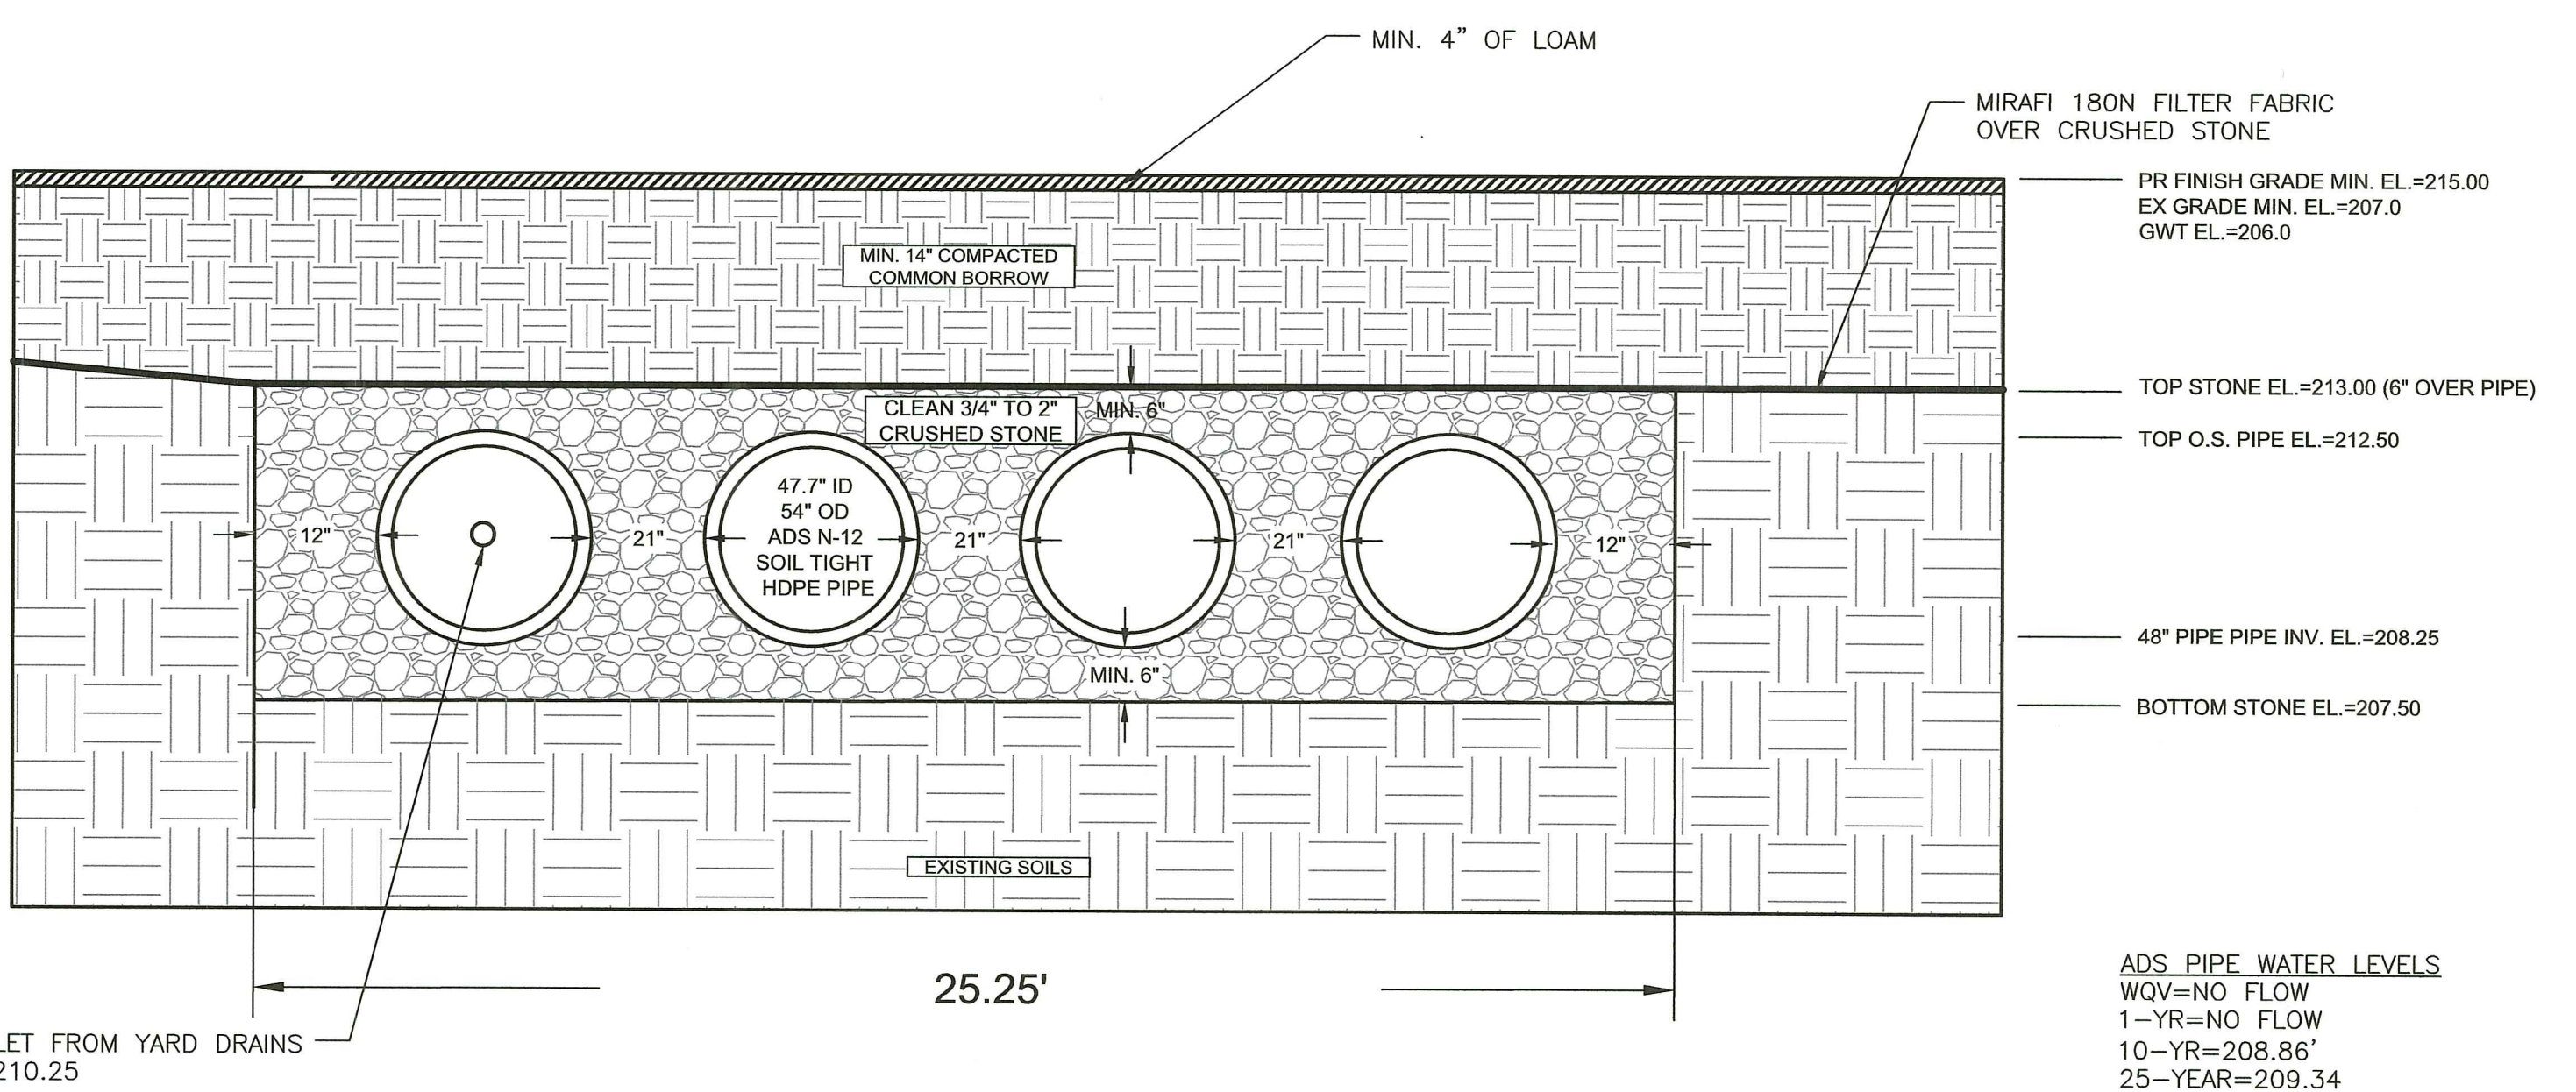 MIN. 4” OF LOAM
MIRAFI 180N FILTER FABRIC
OVER CRUSHED STONE
PR FINISH GRADE MIN. EL.=215.00
EX GRADE MIN. EL.=207.0
GWT EL.=206.0
MIN. 14" COMPACTED
COMMON BORROW
TOP STONE EL.=213.00 (6" OVER PIPE)
CLEAN 3/4" TO 2"
CRUSHED STONE
MIN. 6"
TOP O.S. PIPE EL.=212.50
47.7" ID
54" OD
ADS N-12
SOIL TIGHT
HDPE PIPE
12"
21"
21"
21"
12"
48" PIPE PIPE INV. EL.=208.25
MIN. 6"
BOTTOM STONE EL.=207.50
EXISTING SOILS
25.25'
LET FROM YARD DRAINS
210.25
ADS PIPE WATER LEVELS
WQV=NO FLOW
1-YR=NO FLOW
10-YR=208.86’
25-YEAR=209.34